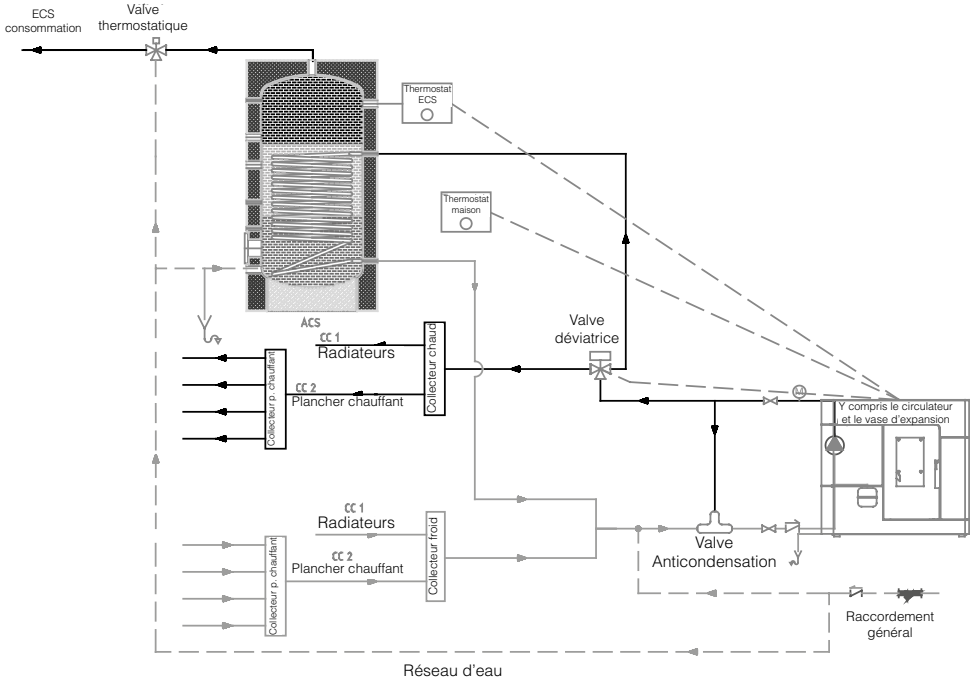 ECS
consommation
Valve
thermostatique
Thermostat
ECS
Thermostat
maison
ACS
Valve
déviatrice
CC 1
Radiateurs
CC 2
Plancher chauffant
Collecteur chaud
Collecteur p. chauffant
M
Y compris le circulateur
et le vase d'expansion
CC 1
Radiateurs
CC 2
Plancher chauffant
Collecteur froid
Collecteur p. chauffant
Valve
Anticondensation
Raccordement
général
Réseau d'eau